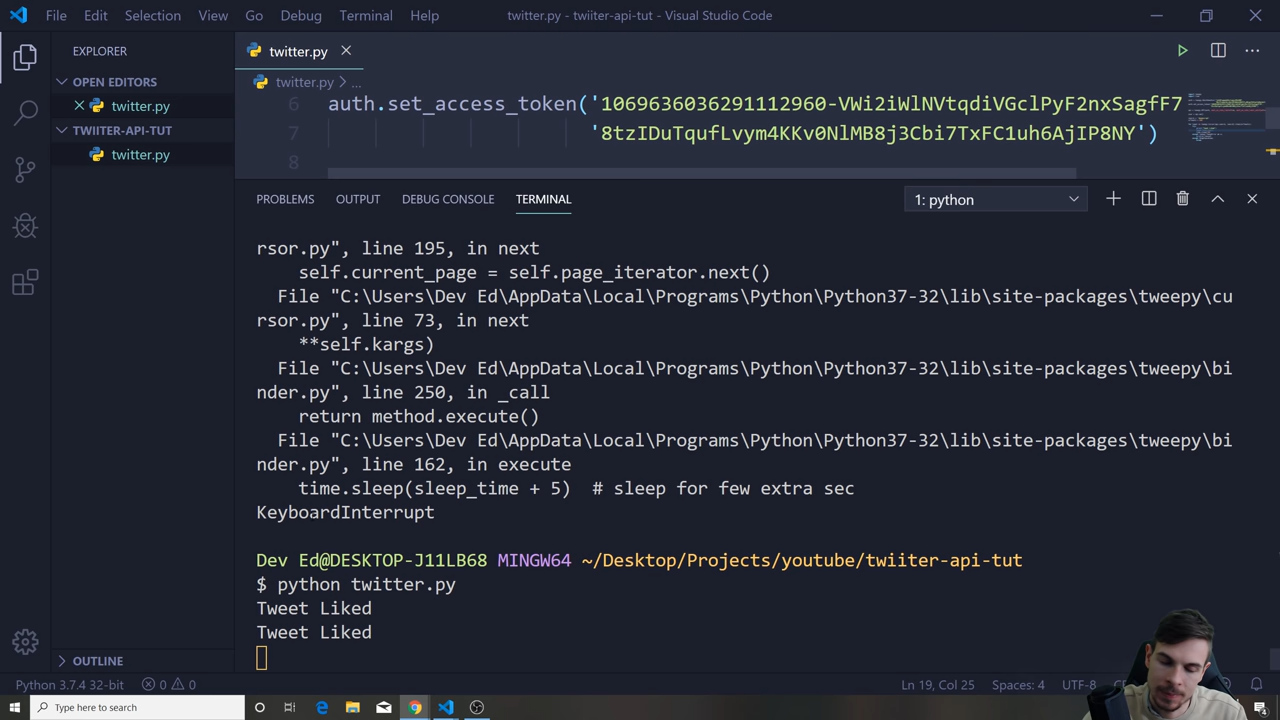 File Edit Selection View Go Debug Terminal Help
twitter.py - twiiter-api-tut - Visual Studio Code
EXPLORER
OPEN EDITORS
twitter.py
TWIITER-API-TUT
twitter.py
OUTLINE
twitter.py
twitter.py > ...
6 auth.set_access_token('1069636036291112960-VWi2iWlNVtqdiVGclPyF2nxSagfF7
7 '8tzIDuTqufLvym4KKv0NlMB8j3Cbi7TxFC1uh6AjIP8NY')
8
PROBLEMS OUTPUT DEBUG CONSOLE TERMINAL
1: python
rsor.py", line 195, in next
self.current_page = self.page_iterator.next()
File "C:\Users\Dev Ed\AppData\Local\Programs\Python\Python37-32\lib\site-packages\tweepy\cu
rsor.py", line 73, in next
**self.kargs)
File "C:\Users\Dev Ed\AppData\Local\Programs\Python\Python37-32\lib\site-packages\tweepy\bi
nder.py", line 250, in _call
return method.execute()
File "C:\Users\Dev Ed\AppData\Local\Programs\Python\Python37-32\lib\site-packages\tweepy\bi
nder.py", line 162, in execute
time.sleep(sleep_time + 5)  # sleep for few extra sec
KeyboardInterrupt
Dev Ed@DESKTOP-J11LB68 MINGW64 ~/Desktop/Projects/youtube/twiiter-api-tut
$ python twitter.py
Tweet Liked
Tweet Liked
Python 3.7.4 32-bit 0 0 Ln 19, Col 25 Spaces: 4 UTF-8
Type here to search